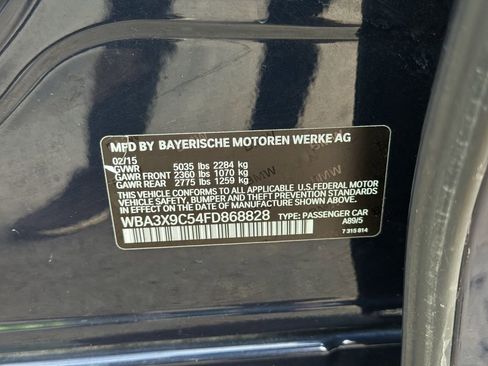 MFD BY BAYERISCHE MOTOREN WERKE AG
02/15
GVWR 5035 lbs 2284 kg
GAWR FRONT 2360 lbs 1070 kg
GAWR REAR 2775 lbs 1259 kg
THIS VEHICLE CONFORMS TO ALL APPLICABLE U.S. FEDERAL MOTOR
VEHICLE SAFETY, BUMPER, AND THEFT PREVENTION STANDARDS
IN EFFECT ON THE DATE OF MANUFACTURE SHOWN ABOVE.
WBA3X9C54FD868828 TYPE: PASSENGER CAR
A89/5
7 315 814